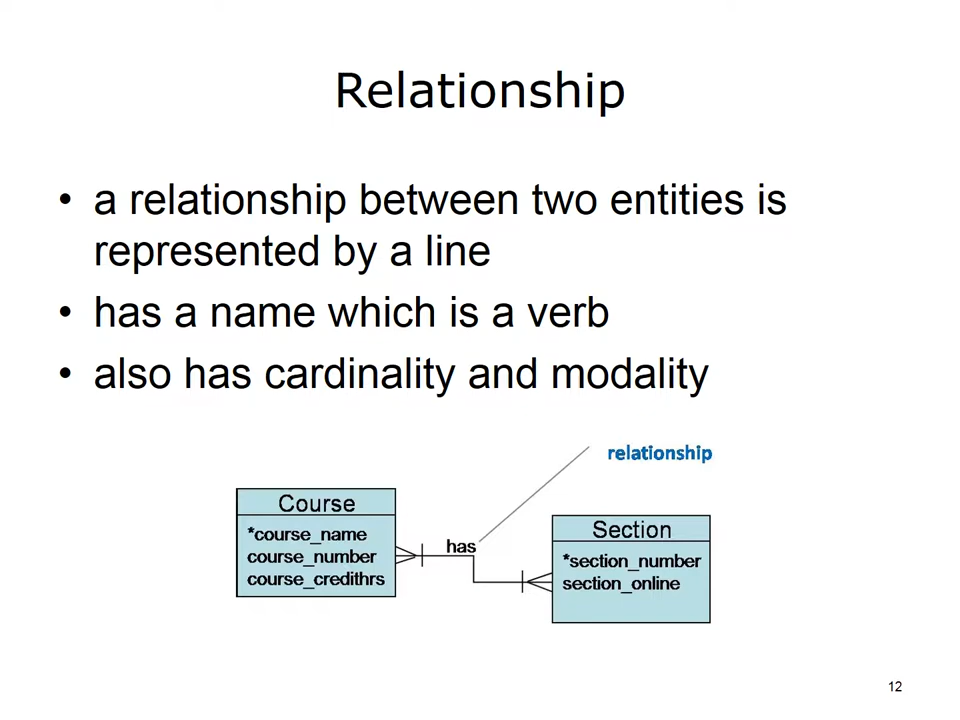 Relationship
• a relationship between two entities is
represented by a line
• has a name which is a verb
• also has cardinality and modality
relationship
Course
*course_name
course_number
course_credithrs
has
Section
*section_number
section_online
12